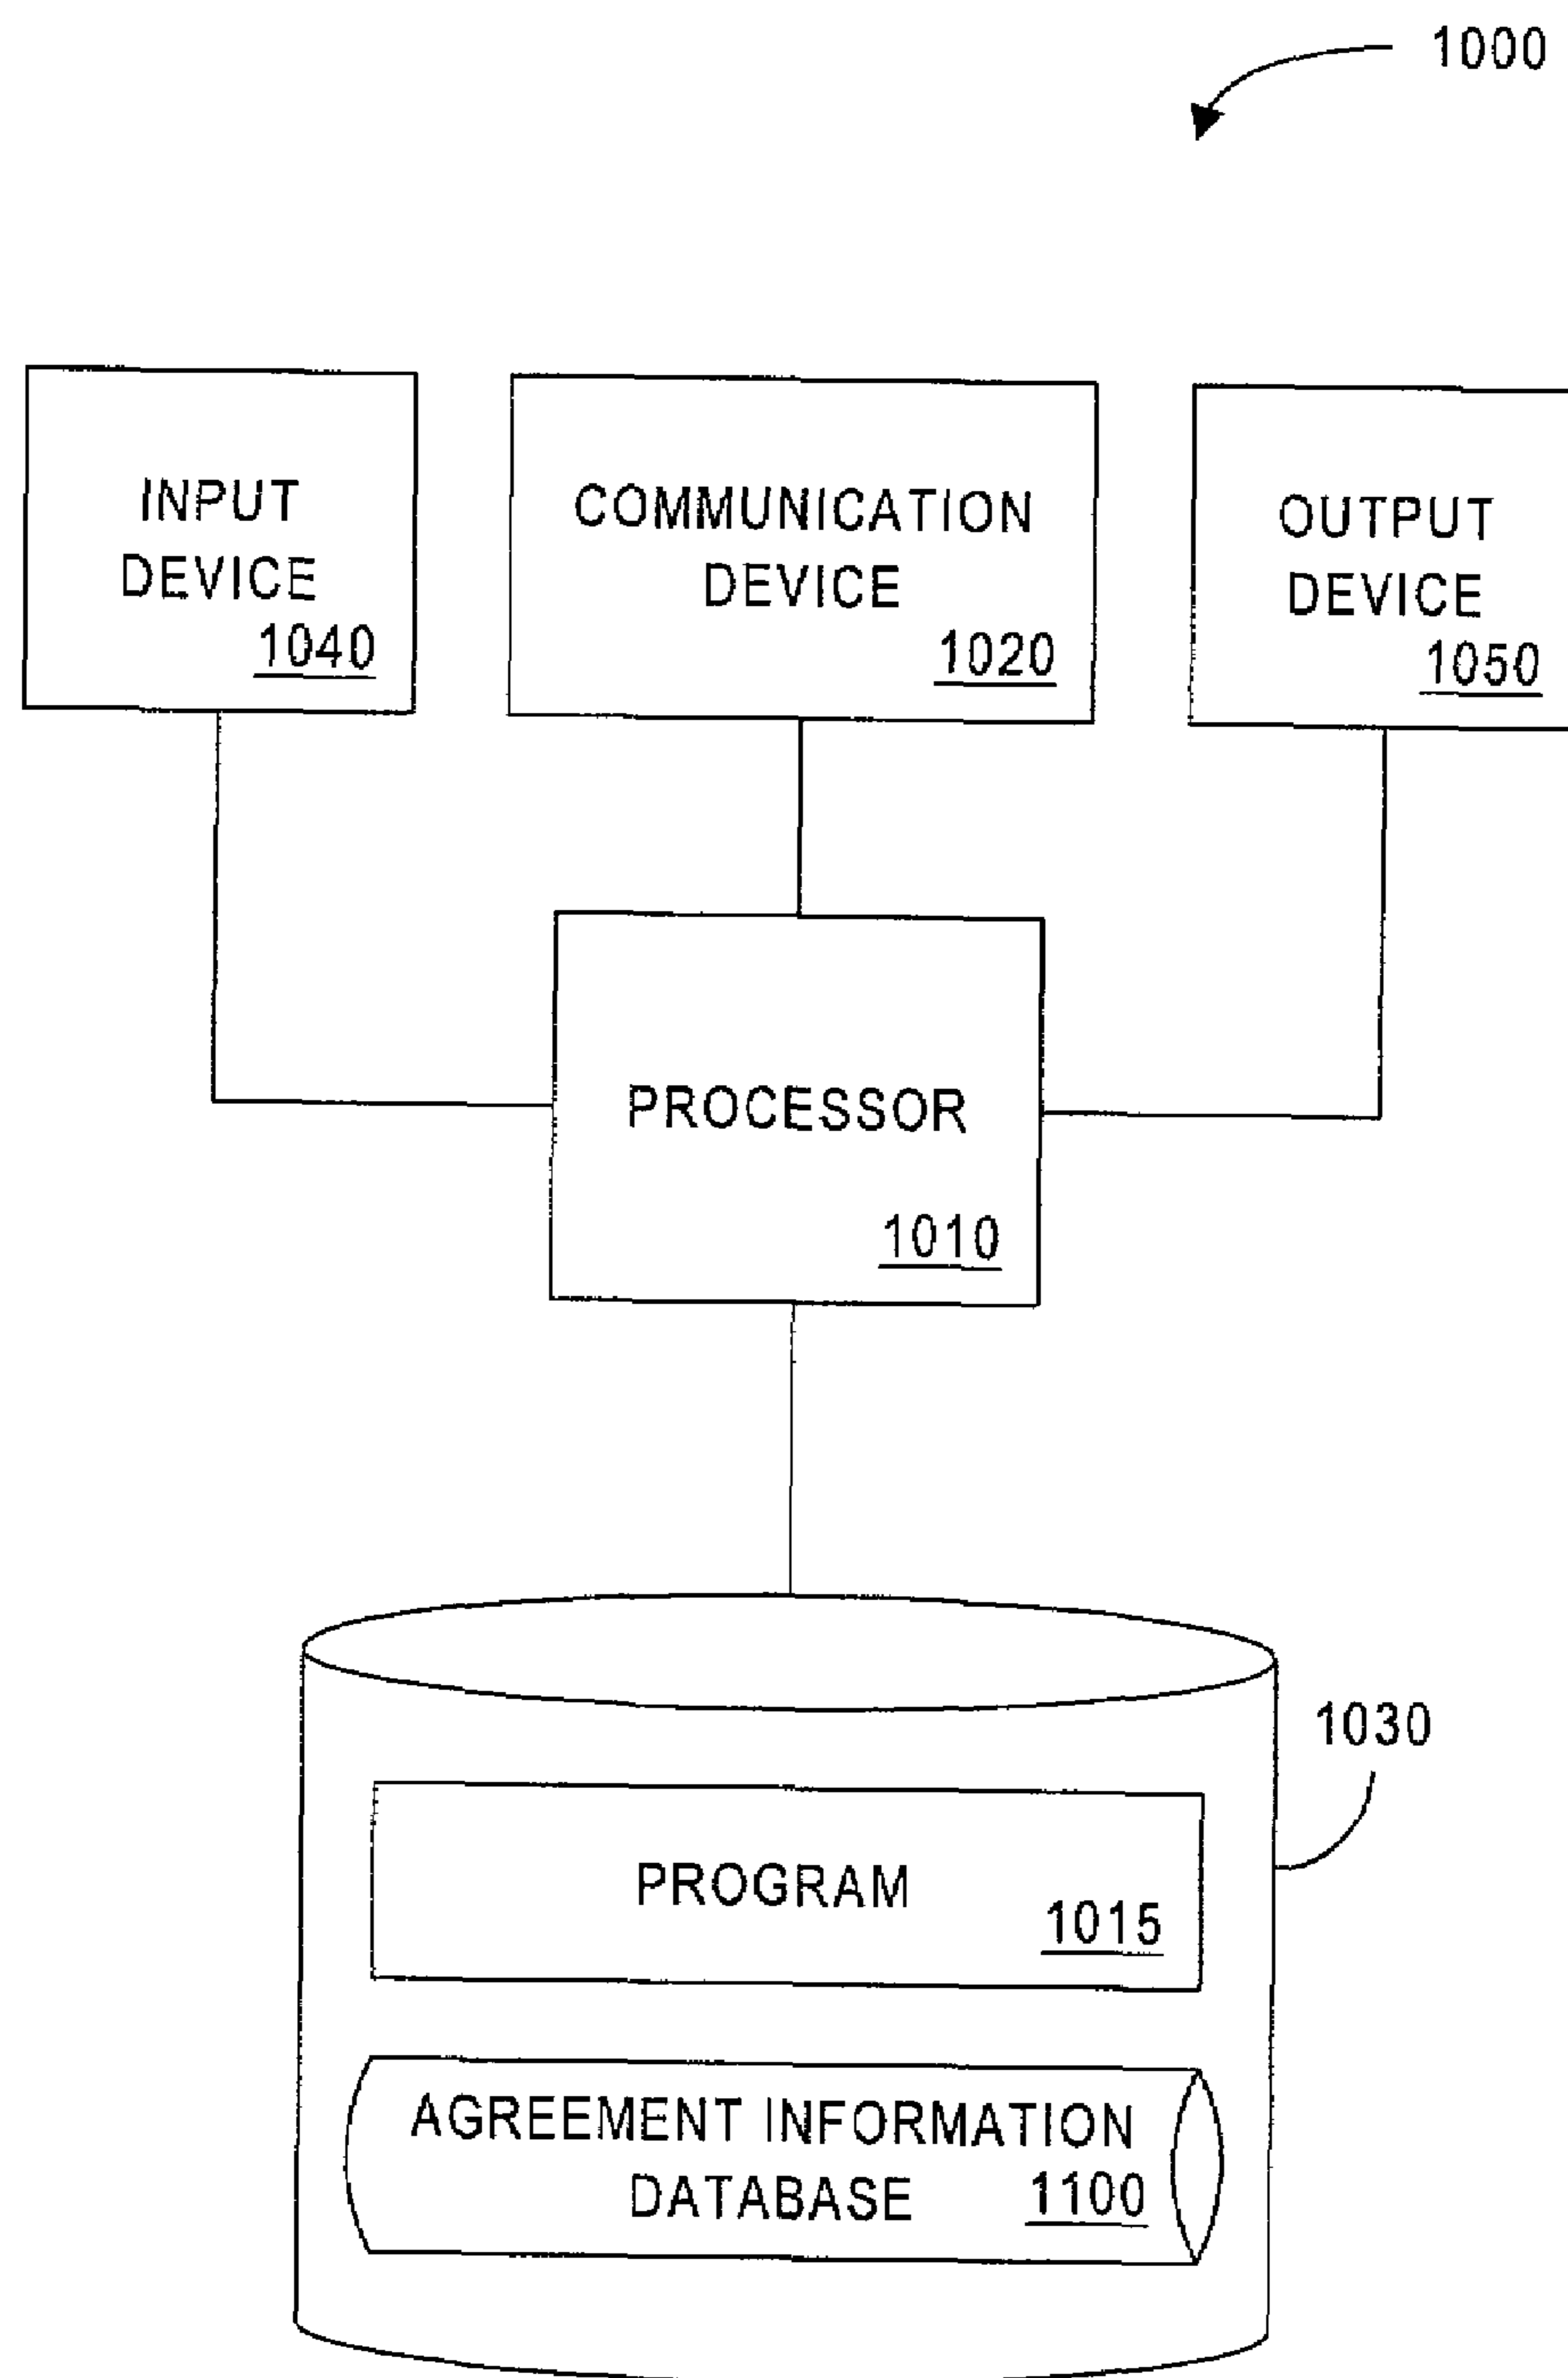 1000
INPUT
DEVICE
1040
COMMUNICATION
DEVICE
1020
OUTPUT
DEVICE
1050
PROCESSOR
1010
1030
PROGRAM
1015
AGREEMENT INFORMATION
DATABASE 1100